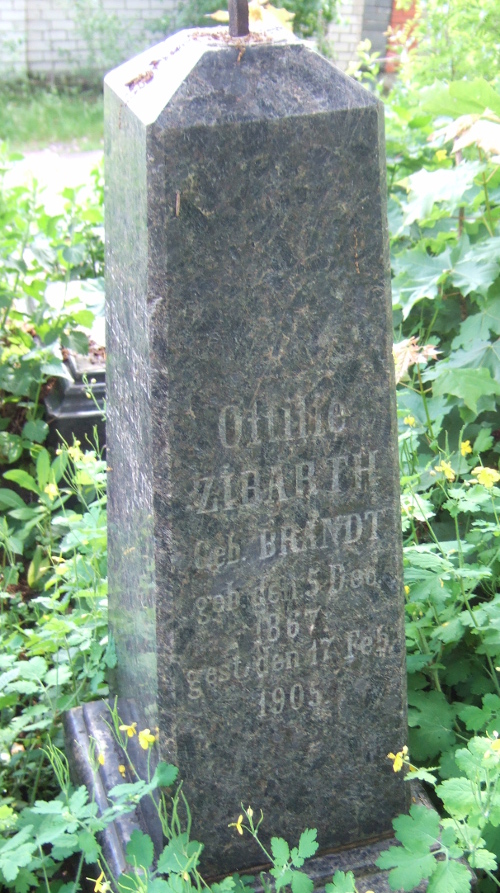 Ottilie
ZIBARTH
Geb. BRANDT
geb. den 5 Dec.
1867
gest. den 17 Feb.
1905